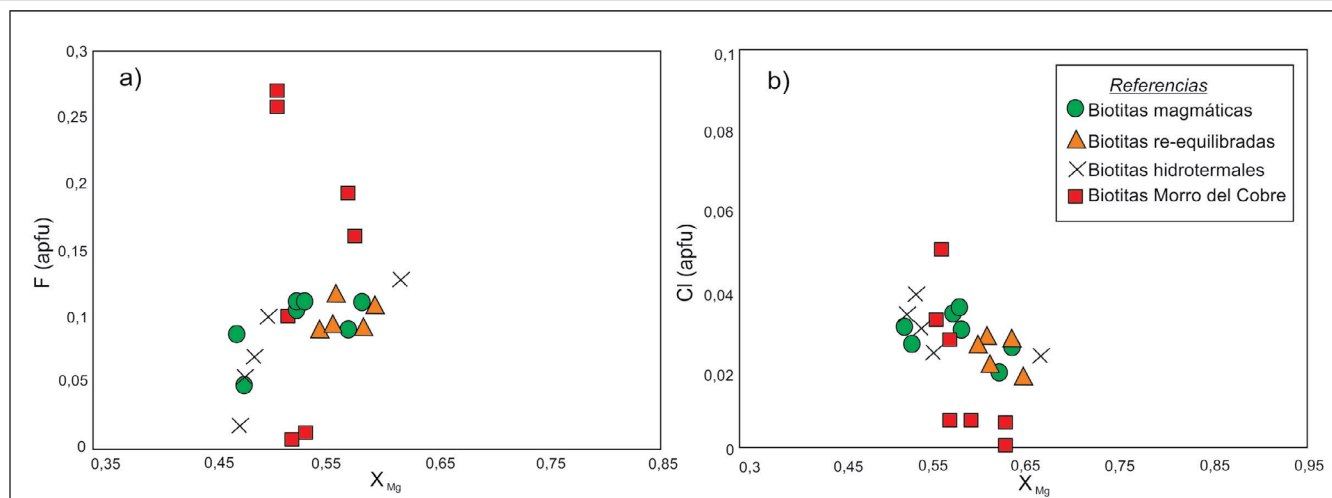 a)
0,3
0,25
0,2
0,15
0,1
0,05
0
F (apfu)
0,35
0,45
0,55
0,65
0,75
0,85
X Mg
b)
0,1
0,08
0,06
0,04
0,02
0
Cl (apfu)
0,3
0,45
0,55
0,65
0,75
0,85
0,95
X Mg
Referencias
Biotitas magmáticas
Biotitas re-equilibradas
Biotitas hidrotermales
Biotitas Morro del Cobre